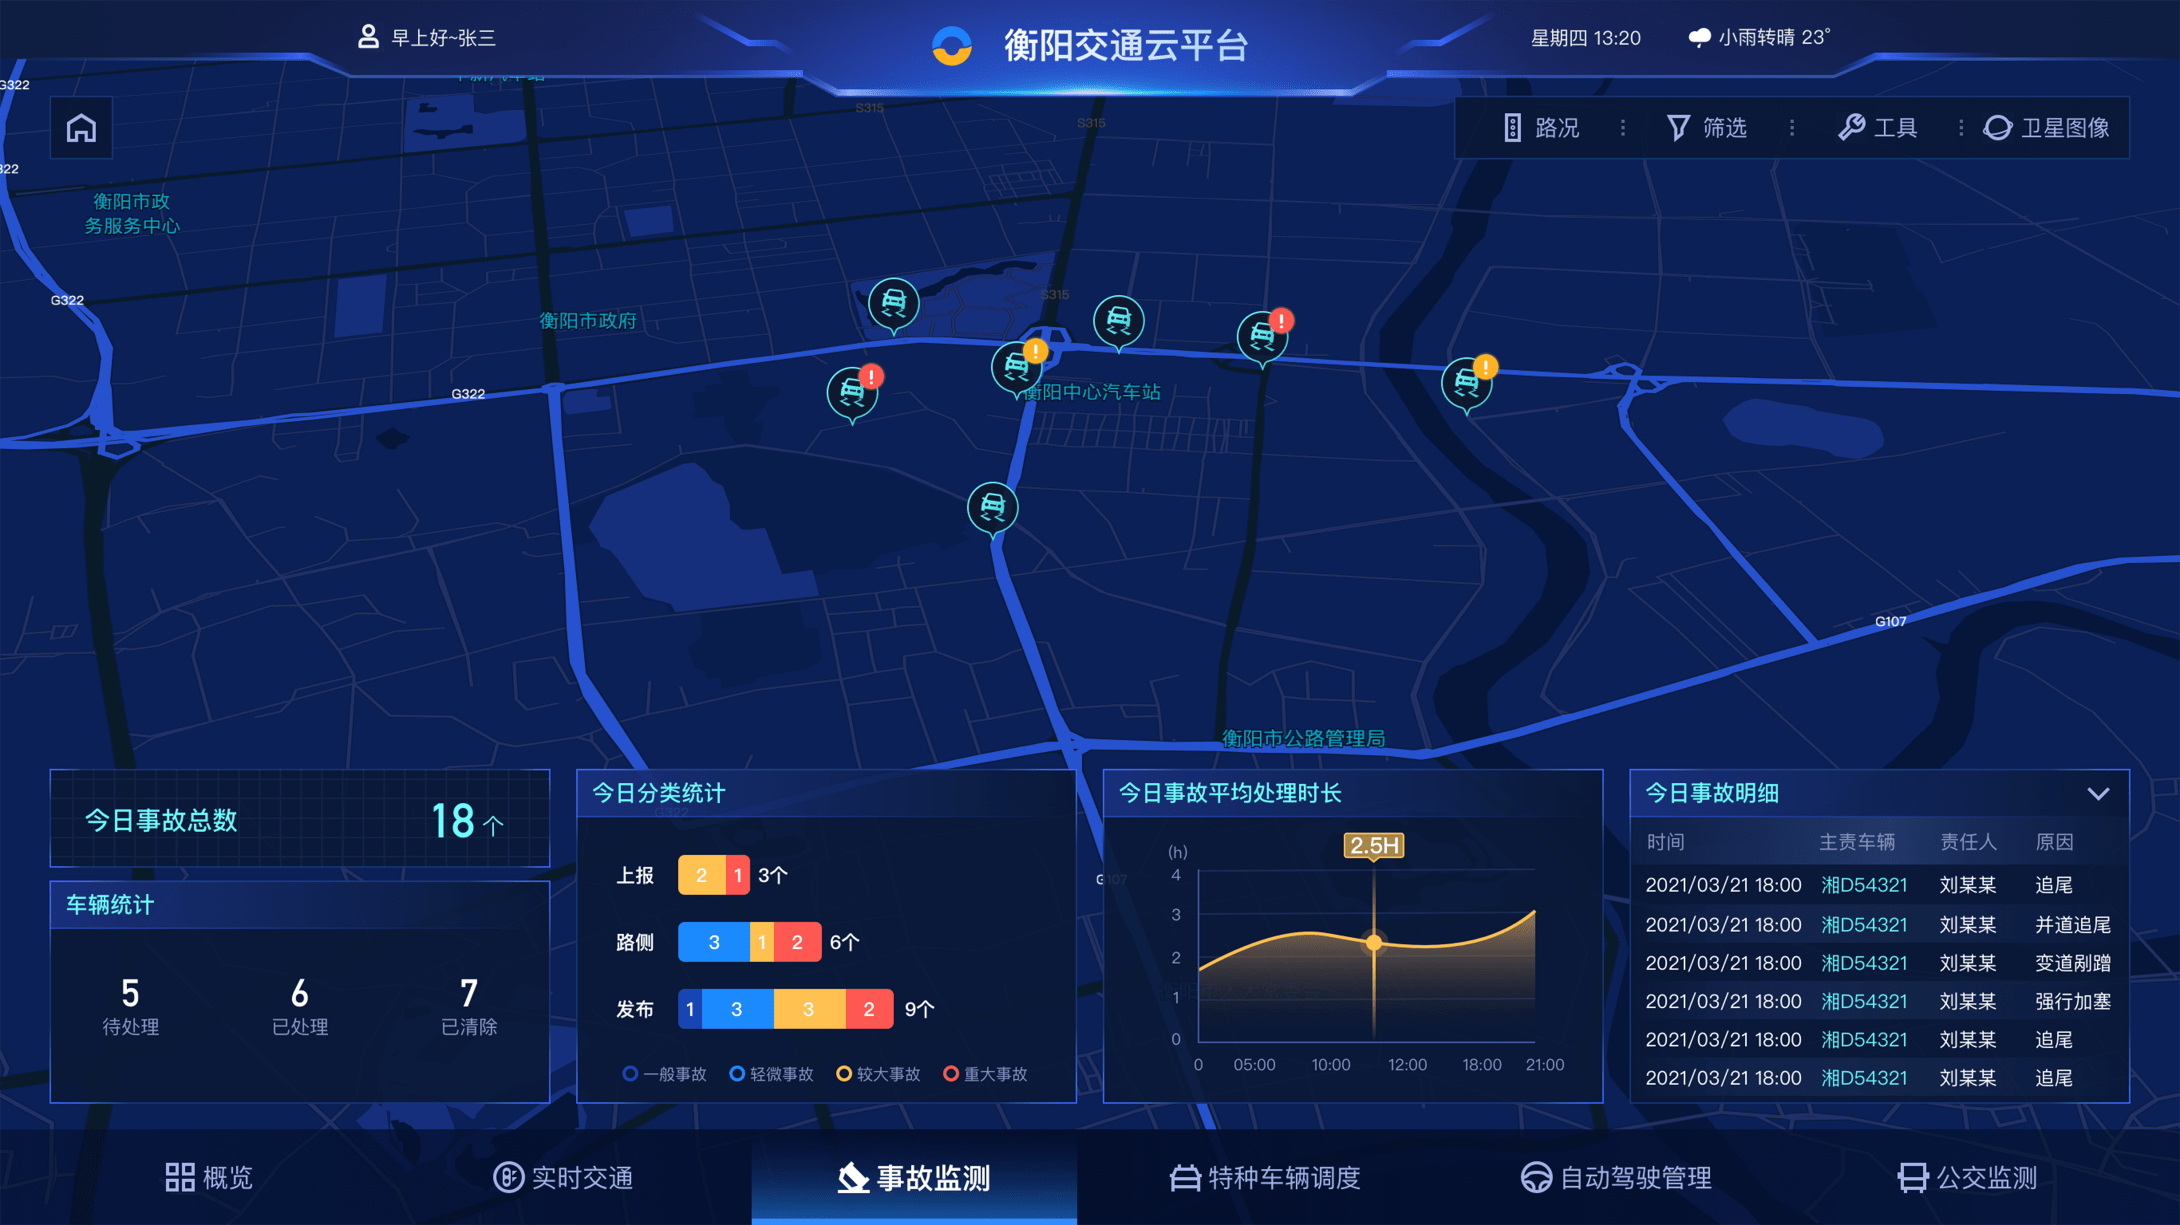 早上好~张三
衡阳交通云平台
星期四 13:20
小雨转晴 23°
G322
S315
S315
路况
筛选
工具
卫星图像
衡阳市政
务服务中心
G322
S315
衡阳市政府
G322
衡阳中心汽车站
G107
衡阳市公路管理局
今日事故总数
18个
车辆统计
5
6
7
待处理
已处理
已清除
今日分类统计
G322
上报 2 1 3个
路侧 3 1 2 6个
发布 1 3 3 2 9个
一般事故 轻微事故 较大事故 重大事故
G107
今日事故平均处理时长
2.5H
(h)
4
3
2
1
0
0 05:00 10:00 12:00 18:00 21:00
今日事故明细
时间 主责车辆 责任人 原因
2021/03/21 18:00 湘D54321 刘某某 追尾
2021/03/21 18:00 湘D54321 刘某某 并道追尾
2021/03/21 18:00 湘D54321 刘某某 变道剐蹭
2021/03/21 18:00 湘D54321 刘某某 强行加塞
2021/03/21 18:00 湘D54321 刘某某 追尾
2021/03/21 18:00 湘D54321 刘某某 追尾
概览
实时交通
事故监测
特种车辆调度
自动驾驶管理
公交监测